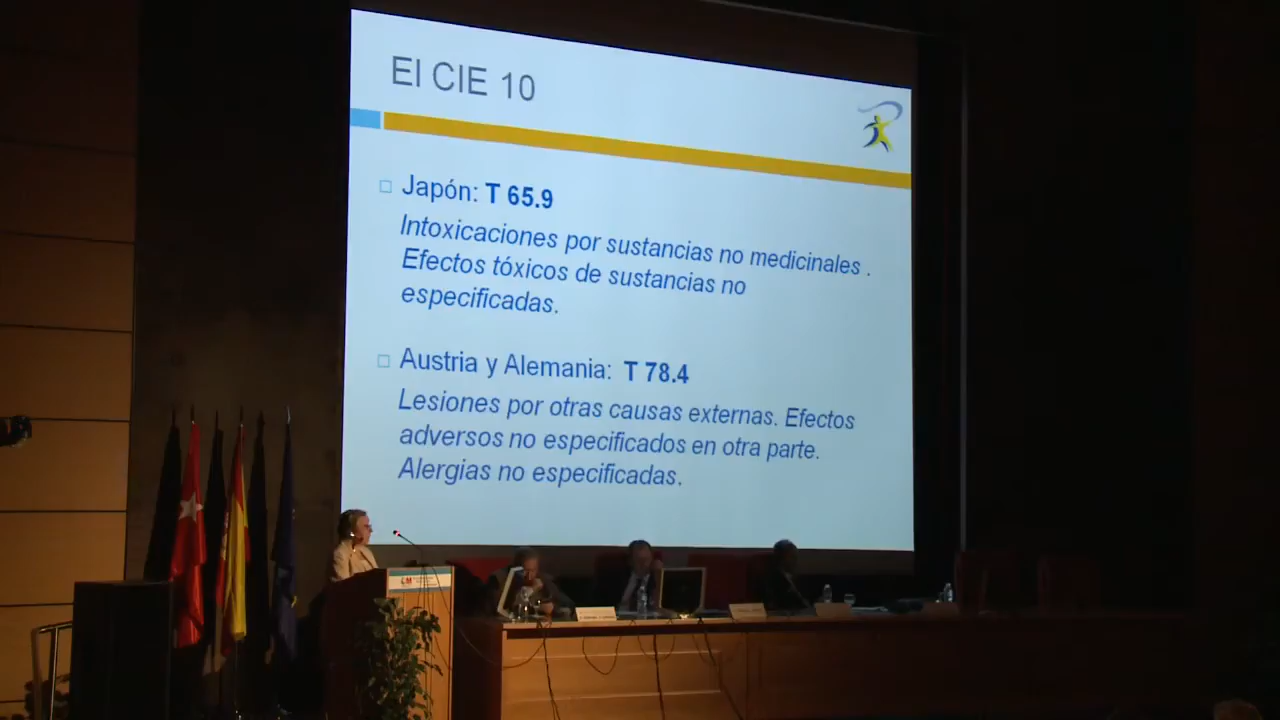 El CIE 10
Japón: T 65.9
Intoxicaciones por sustancias no medicinales .
Efectos tóxicos de sustancias no
especificadas.
Austria y Alemania: T 78.4
Lesiones por otras causas externas. Efectos
adversos no especificados en otra parte.
Alergias no especificadas.